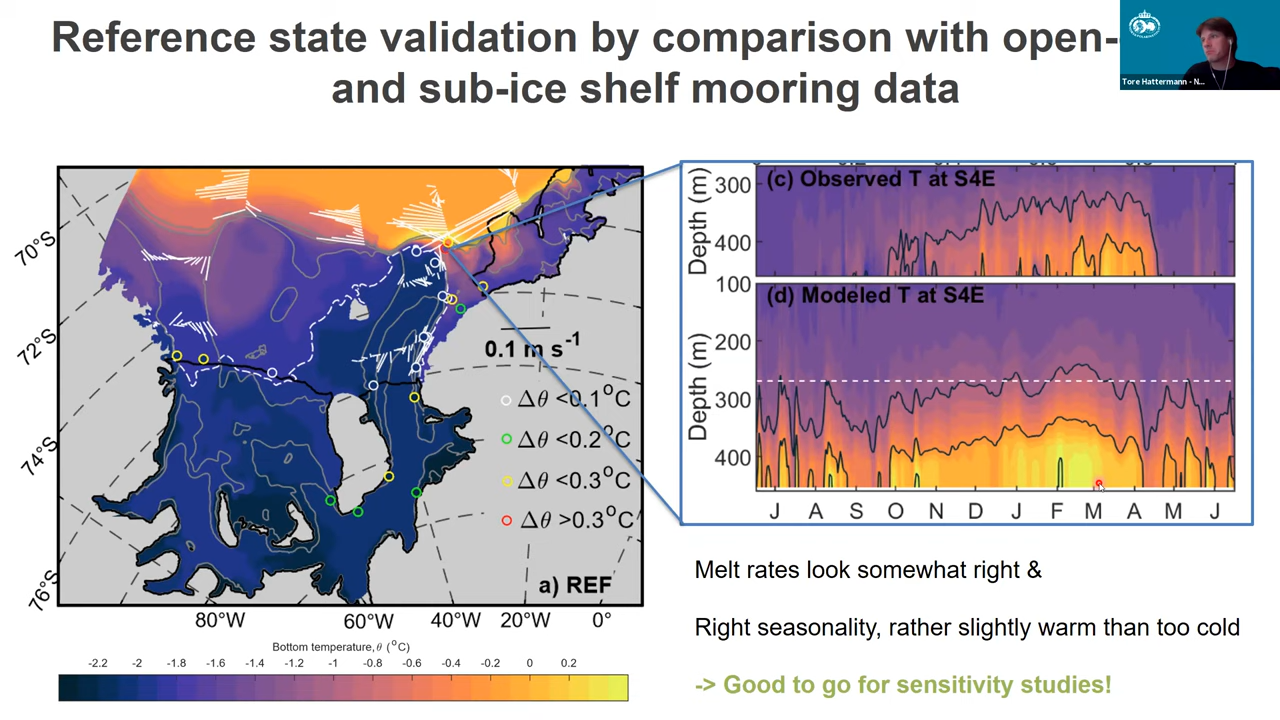 Reference state validation by comparison with open-
and sub-ice shelf mooring data
Tore Hattermann - N...
70°S
72°S
74°S
76°S
0.1 m s⁻¹
Δθ <0.1°C
Δθ <0.2°C
Δθ <0.3°C
Δθ >0.3°C
a) REF
80°W 60°W 40°W 20°W 0°
Bottom temperature, θ (°C)
-2.2 -2 -1.8 -1.6 -1.4 -1.2 -1 -0.8 -0.6 -0.4 -0.2 0 0.2
(c) Observed T at S4E
Depth (m)
300
400
(d) Modeled T at S4E
Depth (m)
100
200
300
400
J A S O N D J F M A M J
Melt rates look somewhat right &
Right seasonality, rather slightly warm than too cold
-> Good to go for sensitivity studies!